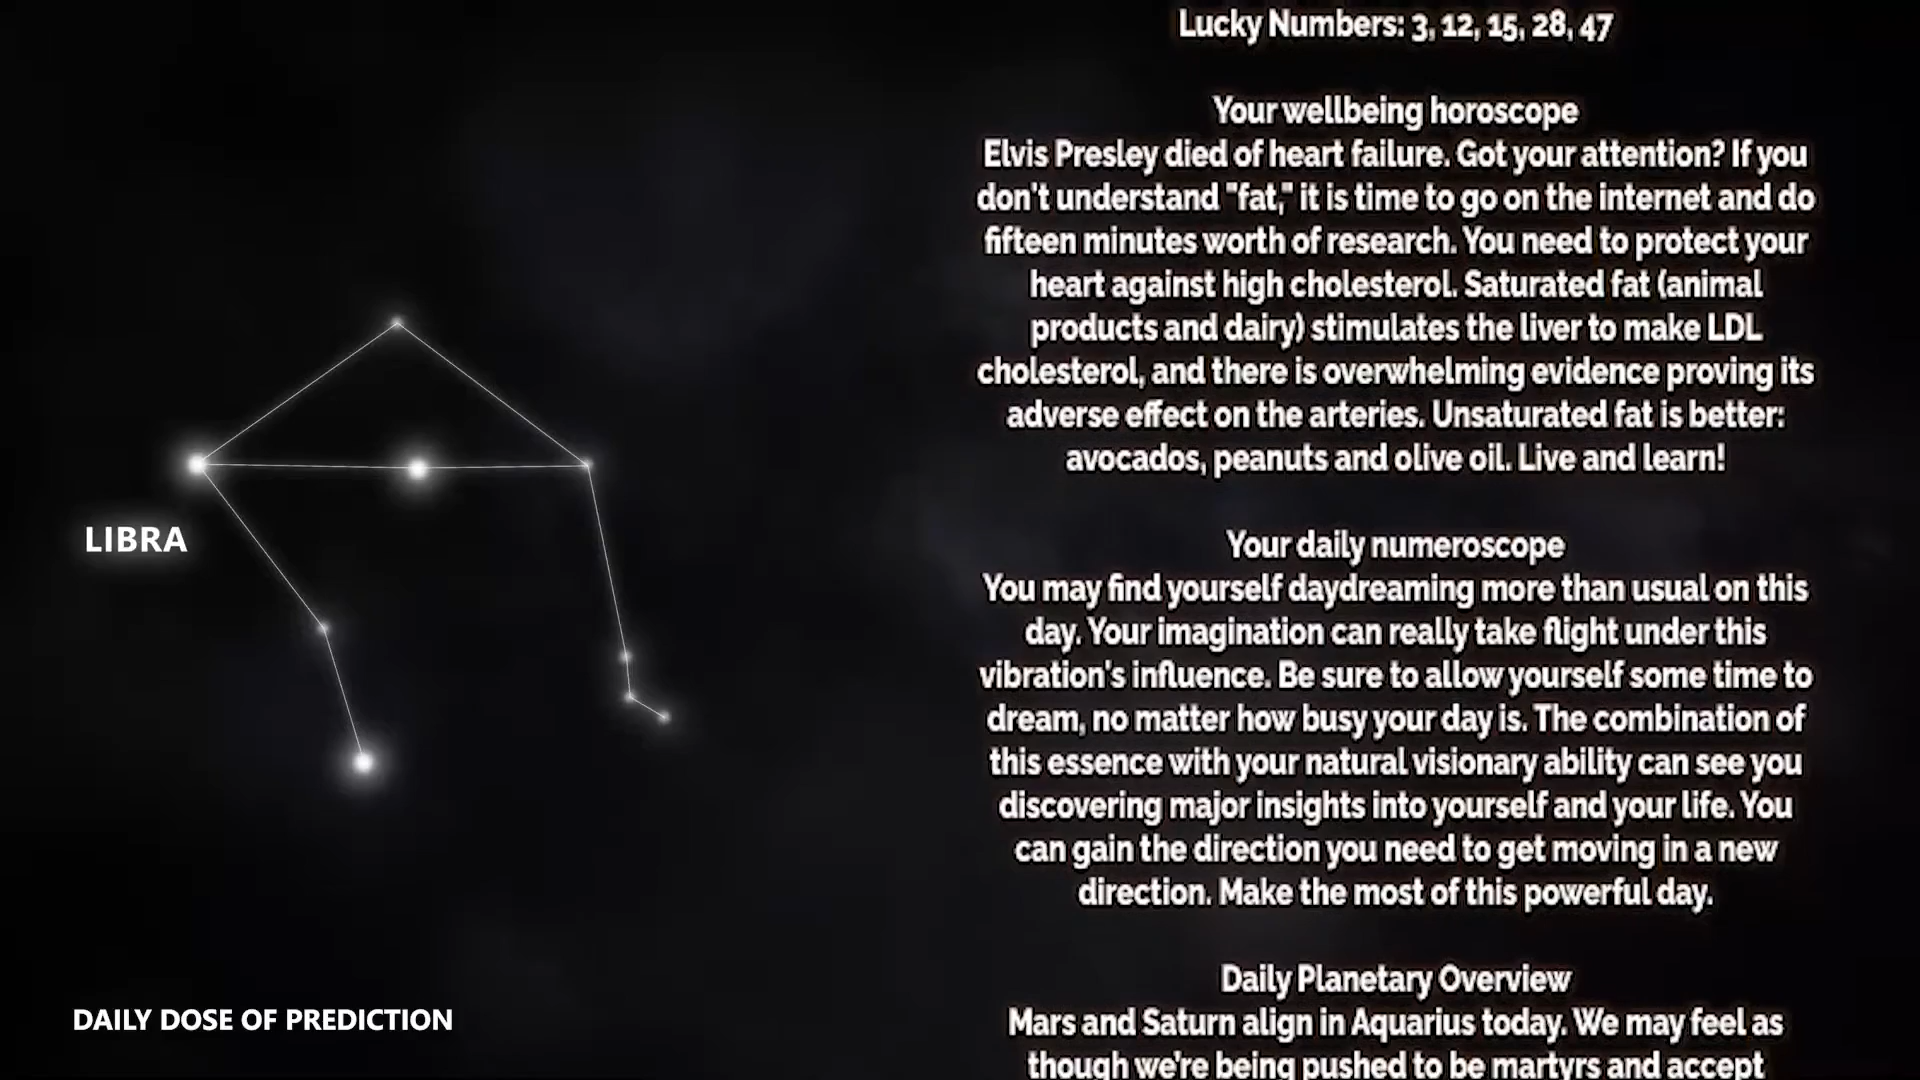 Lucky Numbers: 3, 12, 15, 28, 47
Your wellbeing horoscope
Elvis Presley died of heart failure. Got your attention? If you
don't understand "fat," it is time to go on the internet and do
fifteen minutes worth of research. You need to protect your
heart against high cholesterol. Saturated fat (animal
products and dairy) stimulates the liver to make LDL
cholesterol, and there is overwhelming evidence proving its
adverse effect on the arteries. Unsaturated fat is better:
avocados, peanuts and olive oil. Live and learn!
Your daily numeroscope
You may find yourself daydreaming more than usual on this
day. Your imagination can really take flight under this
vibration's influence. Be sure to allow yourself some time to
dream, no matter how busy your day is. The combination of
this essence with your natural visionary ability can see you
discovering major insights into yourself and your life. You
can gain the direction you need to get moving in a new
direction. Make the most of this powerful day.
Daily Planetary Overview
Mars and Saturn align in Aquarius today. We may feel as
though we're being pushed to be martyrs and accept
LIBRA
DAILY DOSE OF PREDICTION